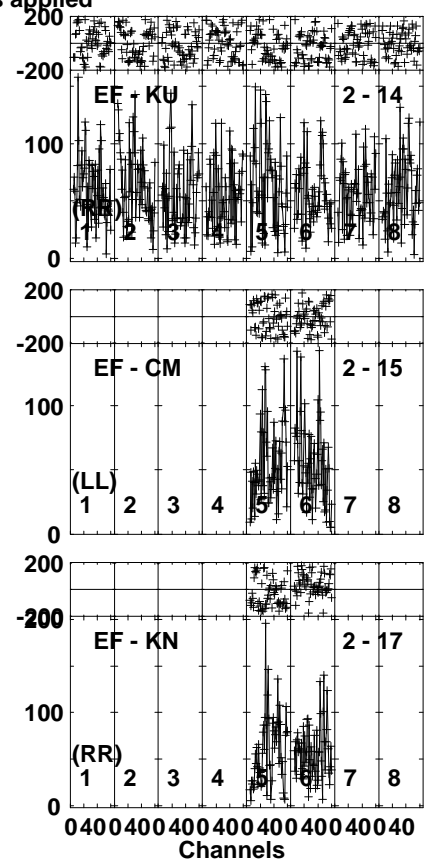 s applied
200
-200
EF - KU 2 - 14
100
(RR)
1 2 3 4 5 6 7 8
0
200
-200
EF - CM 2 - 15
100
(LL)
1 2 3 4 5 6 7 8
0
200
-200
200
EF - KN 2 - 17
100
(RR)
1 2 3 4 5 6 7 8
0
0 40 0 40 0 40 0 40 0 40 0 40 0 40 0 40
Channels